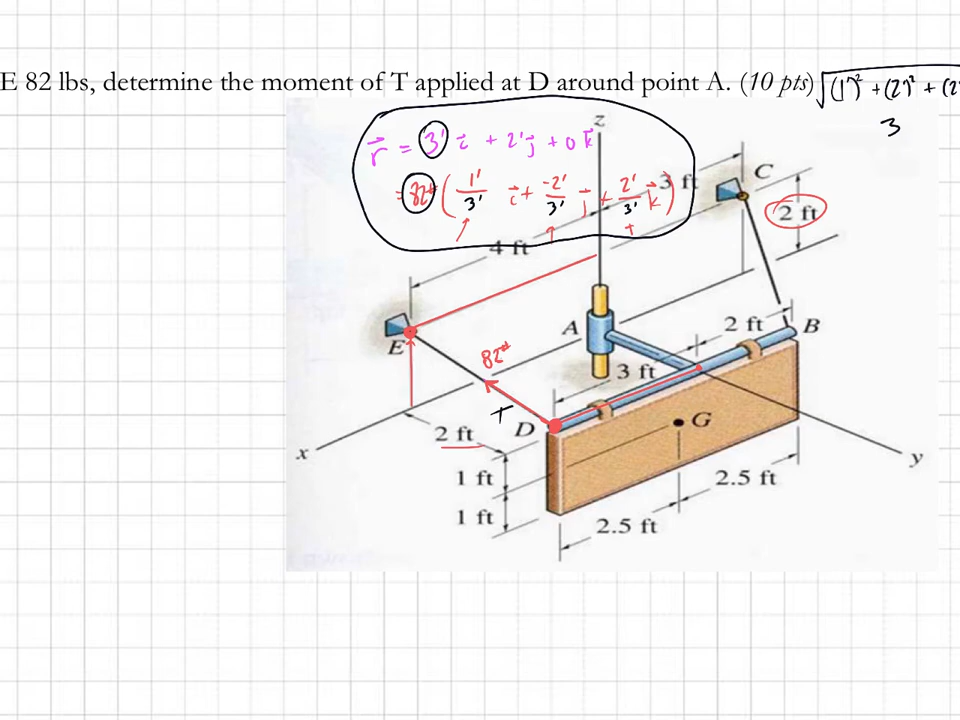 E 82 lbs, determine the moment of T applied at D around point A. (10 pts) √(1')² + (2')² + (2
3
r⃗ = 3' i⃗ + 2' j⃗ + 0 k⃗
= 82# ( 1'/3' i⃗ + -2'/3' j⃗ + 2'/3' k⃗ )
z
C
3 ft
2 ft
4 ft
E
A
2 ft
B
82#
3 ft
T
D
2 ft
G
x
y
1 ft
2.5 ft
1 ft
2.5 ft